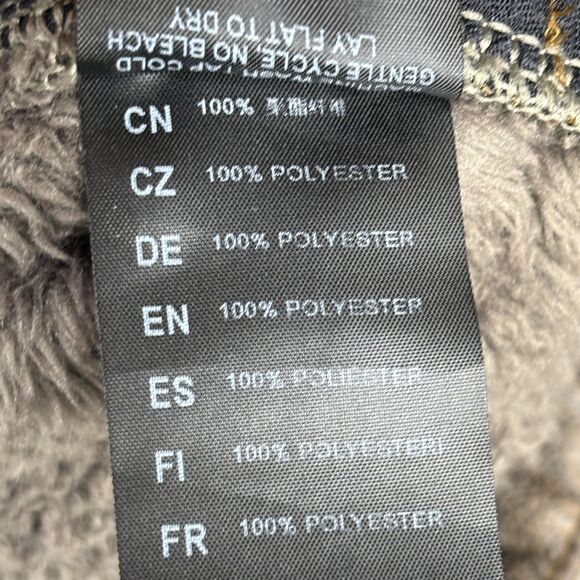 LAY FLAT TO DRY
GENTLE CYCLE, NO BLEACH
COLD
CN 100% 聚酯纤维
CZ 100% POLYESTER
DE 100% POLYESTER
EN 100% POLYESTER
ES 100% POLIESTER
FI 100% POLYESTERI
FR 100% POLYESTER